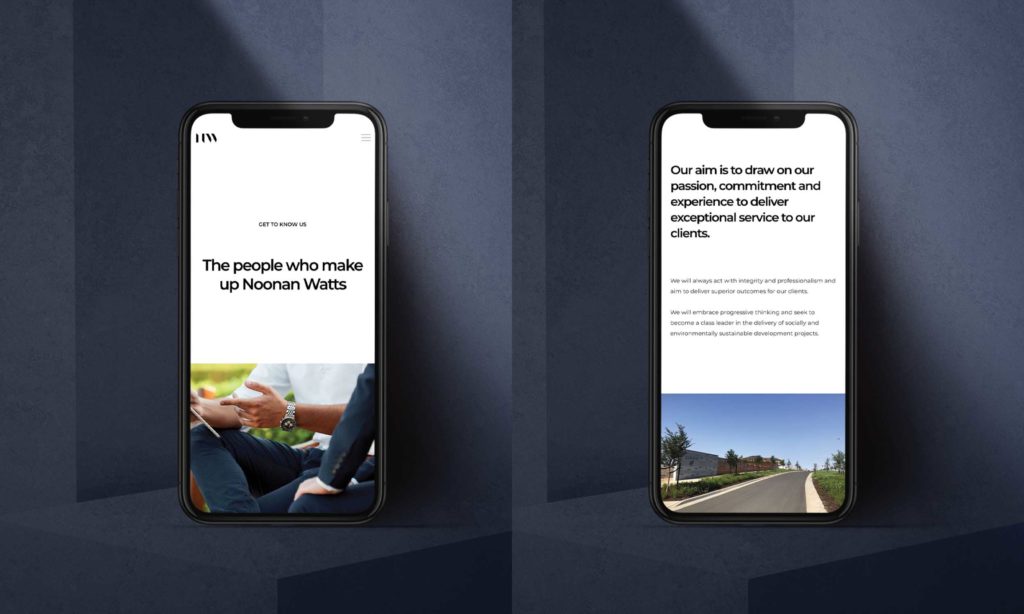 NW
GET TO KNOW US
The people who make
up Noonan Watts
Our aim is to draw on our
passion, commitment and
experience to deliver
exceptional service to our
clients.
We will always act with integrity and professionalism and
aim to deliver superior outcomes for our clients.
We will embrace progressive thinking and seek to
become a class leader in the delivery of socially and
environmentally sustainable development projects.